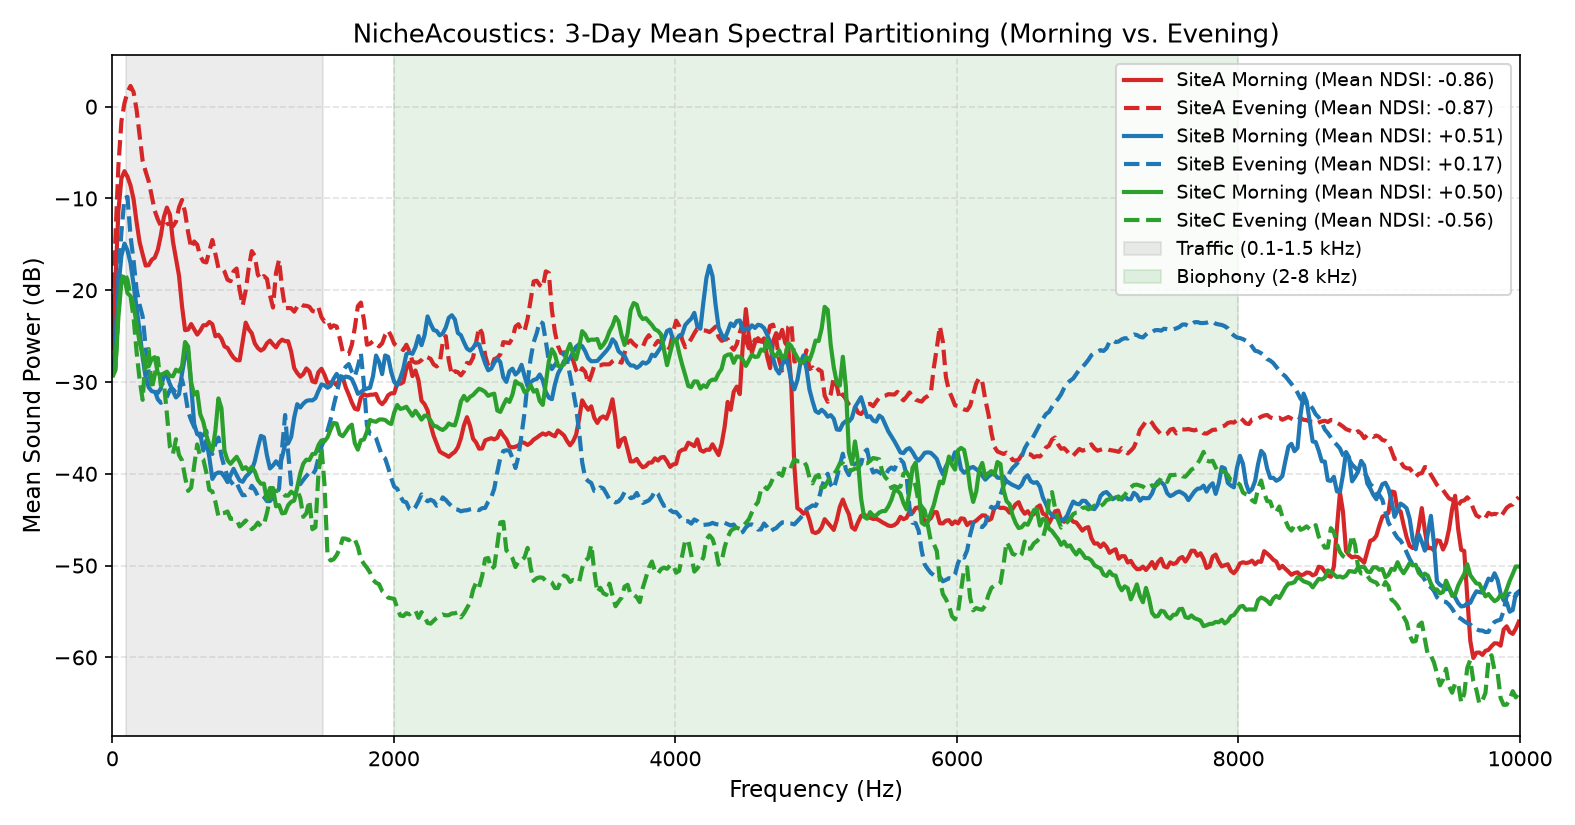 NicheAcoustics: 3-Day Mean Spectral Partitioning (Morning vs. Evening)
SiteA Morning (Mean NDSI: -0.86)
SiteA Evening (Mean NDSI: -0.87)
SiteB Morning (Mean NDSI: +0.51)
SiteB Evening (Mean NDSI: +0.17)
SiteC Morning (Mean NDSI: +0.50)
SiteC Evening (Mean NDSI: -0.56)
Traffic (0.1-1.5 kHz)
Biophony (2-8 kHz)
Mean Sound Power (dB)
0
−10
−20
−30
−40
−50
−60
0 2000 4000 6000 8000 10000
Frequency (Hz)